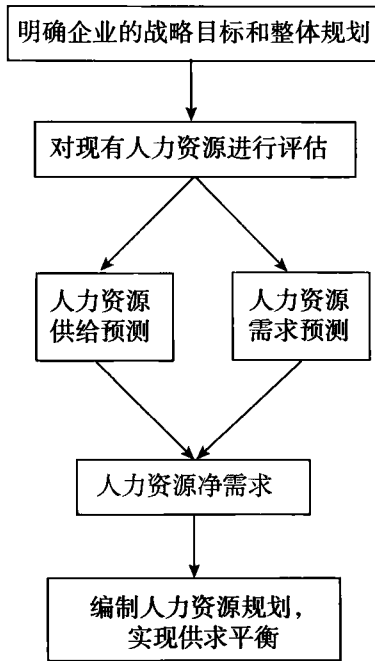 明确企业的战略目标和整体规划
对现有人力资源进行评估
人力资源
供给预测
人力资源
需求预测
人力资源净需求
编制人力资源规划，
实现供求平衡